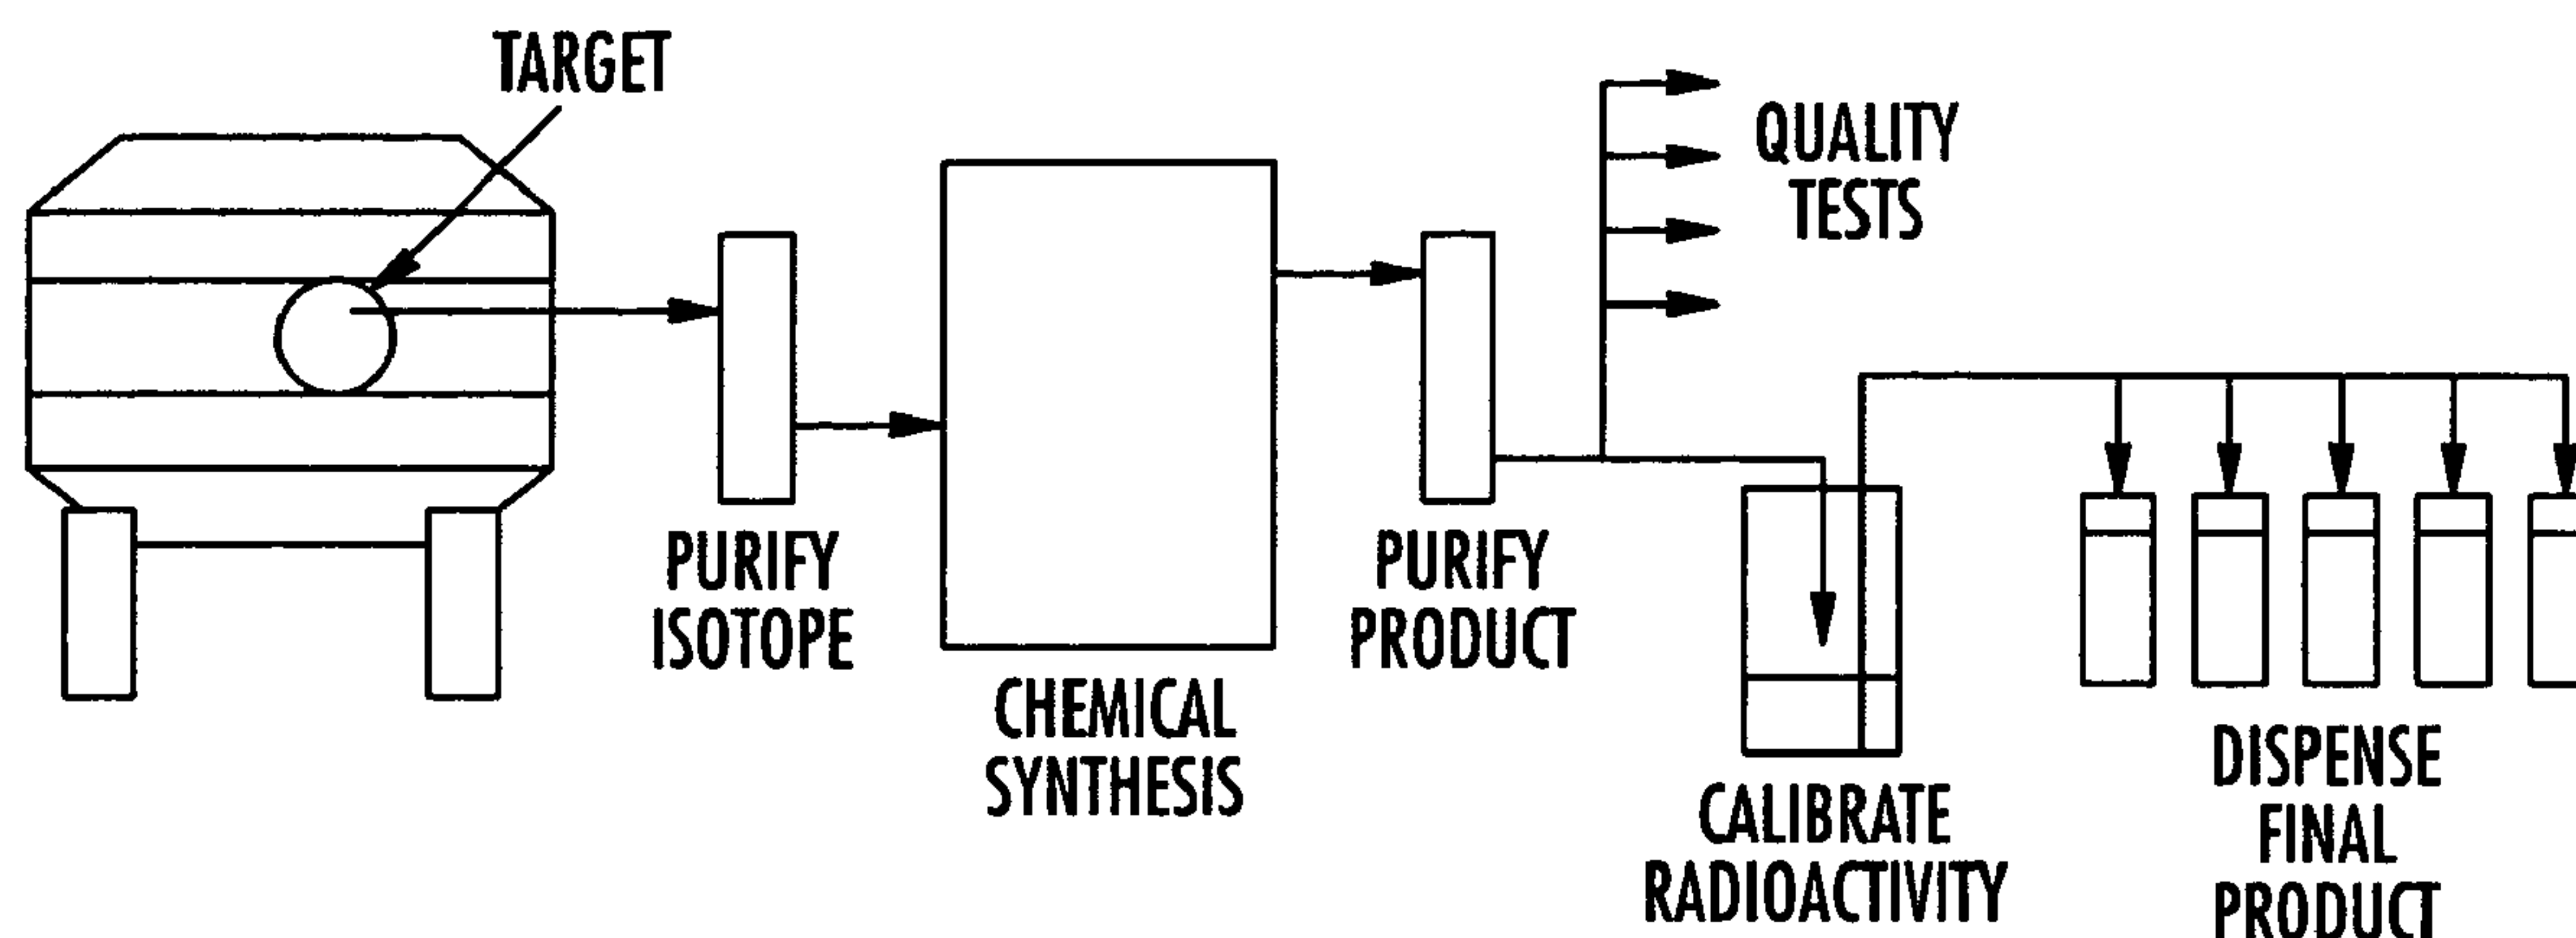 TARGET
QUALITY
TESTS
PURIFY
ISOTOPE
PURIFY
PRODUCT
CHEMICAL
SYNTHESIS
CALIBRATE
RADIOACTIVITY
DISPENSE
FINAL
PRODUCT